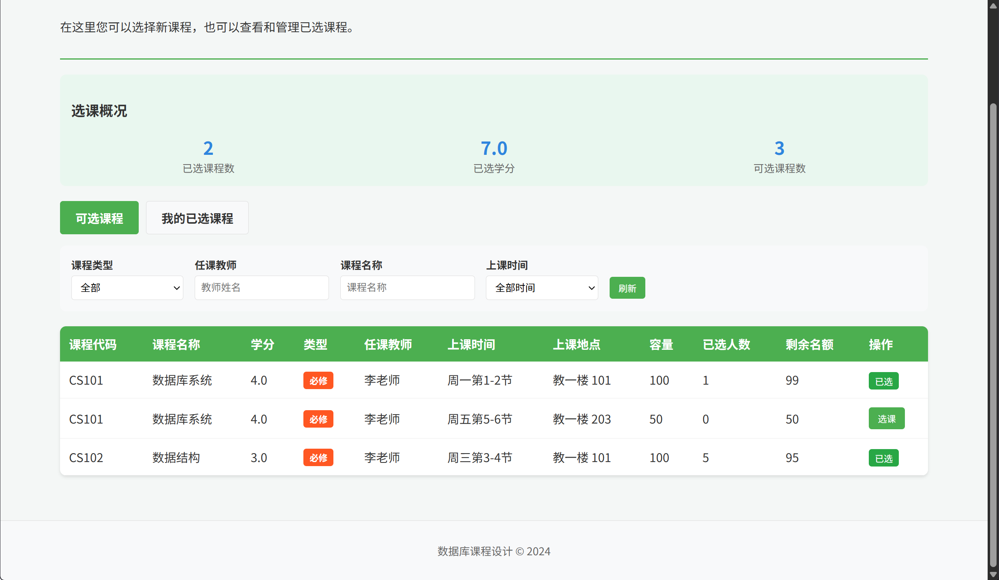 在这里您可以选择新课程，也可以查看和管理已选课程。
选课概况
2 7.0 3
已选课程数 已选学分 可选课程数
可选课程 我的已选课程
课程类型 任课教师 课程名称 上课时间
全部 教师姓名 课程名称 全部时间 刷新
课程代码 课程名称 学分 类型 任课教师 上课时间 上课地点 容量 已选人数 剩余名额 操作
CS101 数据库系统 4.0 必修 李老师 周一第1-2节 教一楼 101 100 1 99 已选
CS101 数据库系统 4.0 必修 李老师 周五第5-6节 教一楼 203 50 0 50 选课
CS102 数据结构 3.0 必修 李老师 周三第3-4节 教一楼 101 100 5 95 已选
数据库课程设计 © 2024